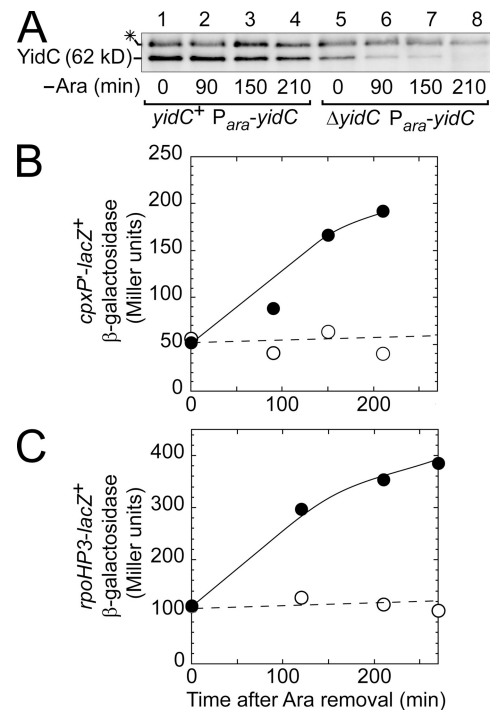 A
1 2 3 4 5 6 7 8
*
YidC (62 kD)
–Ara (min) 0 90 150 210 0 90 150 210
yidC+ Para-yidC ΔyidC Para-yidC
B
250
200
150
100
50
0
cpxP'-lacZ+
β-galactosidase
(Miller units)
0 100 200
C
400
300
200
100
0
rpoHP3-lacZ+
β-galactosidase
(Miller units)
0 100 200
Time after Ara removal (min)